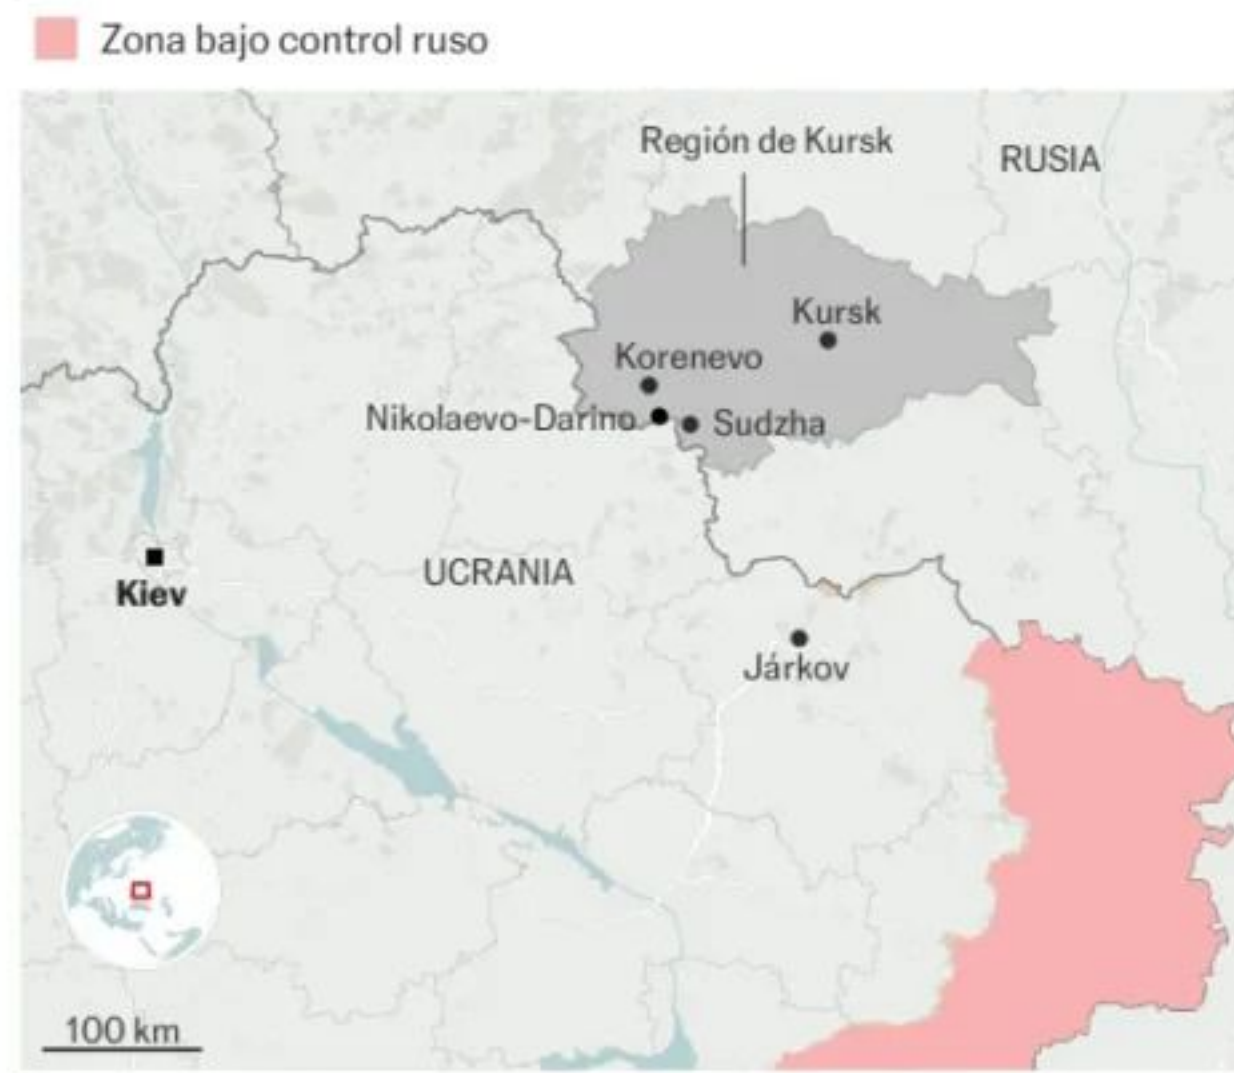 Zona bajo control ruso
Región de Kursk
RUSIA
Kursk
Korenevo
Nikolaevo-Darino
Sudzha
UCRANIA
Kiev
Járkov
100 km